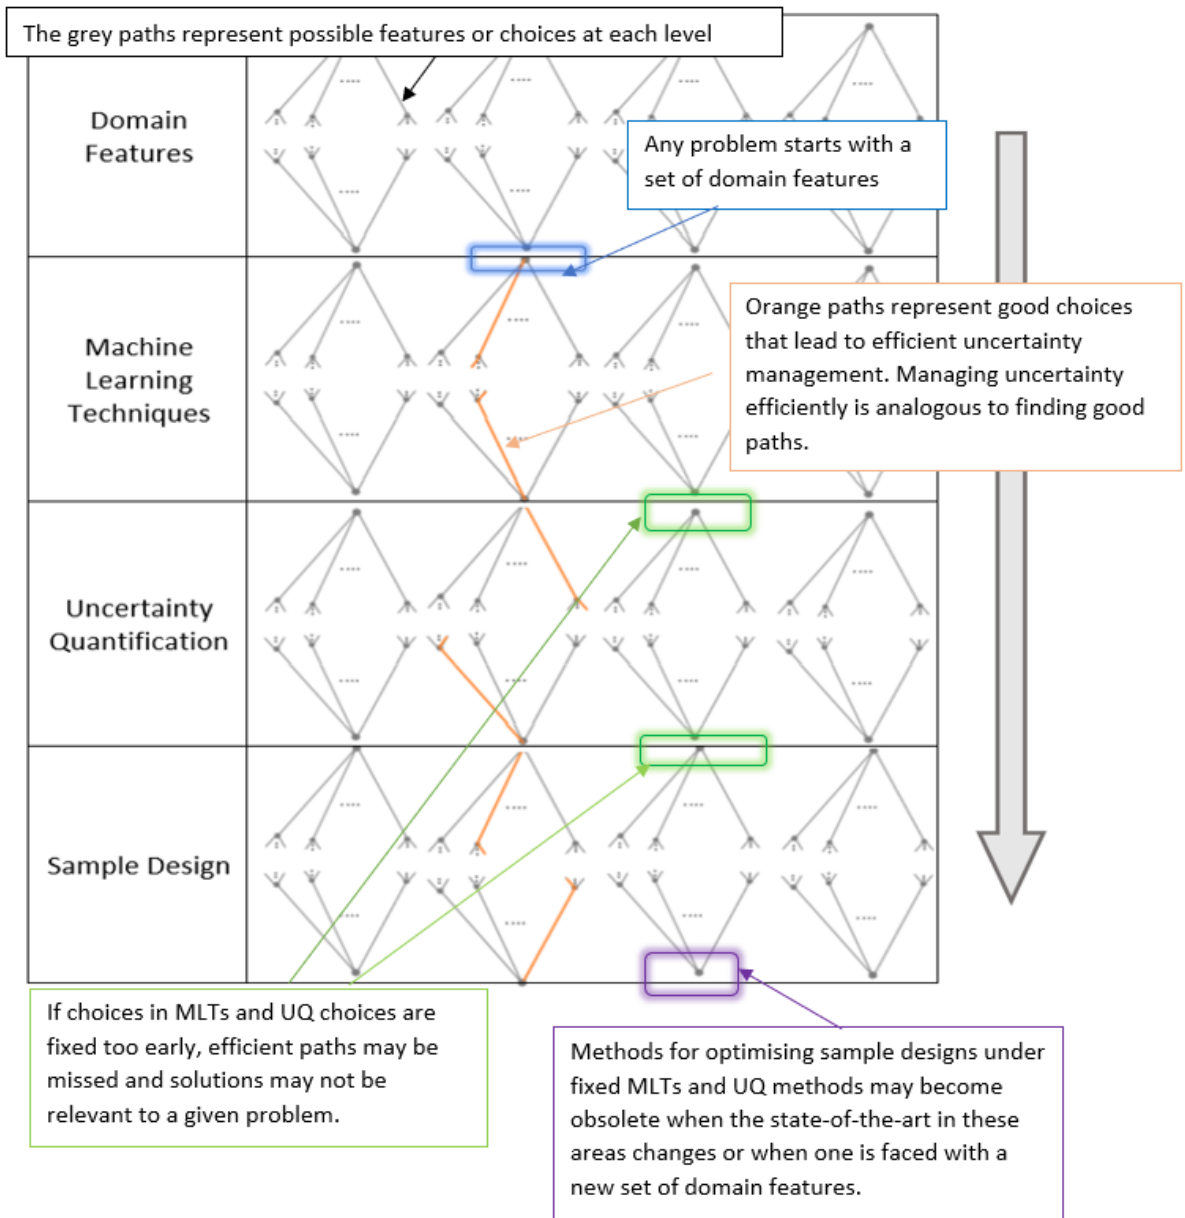 The grey paths represent possible features or choices at each level
Domain
Features
Any problem starts with a
set of domain features
Machine
Learning
Techniques
Orange paths represent good choices
that lead to efficient uncertainty
management. Managing uncertainty
efficiently is analogous to finding good
paths.
Uncertainty
Quantification
Sample Design
If choices in MLTs and UQ choices are
fixed too early, efficient paths may be
missed and solutions may not be
relevant to a given problem.
Methods for optimising sample designs under
fixed MLTs and UQ methods may become
obsolete when the state-of-the-art in these
areas changes or when one is faced with a
new set of domain features.